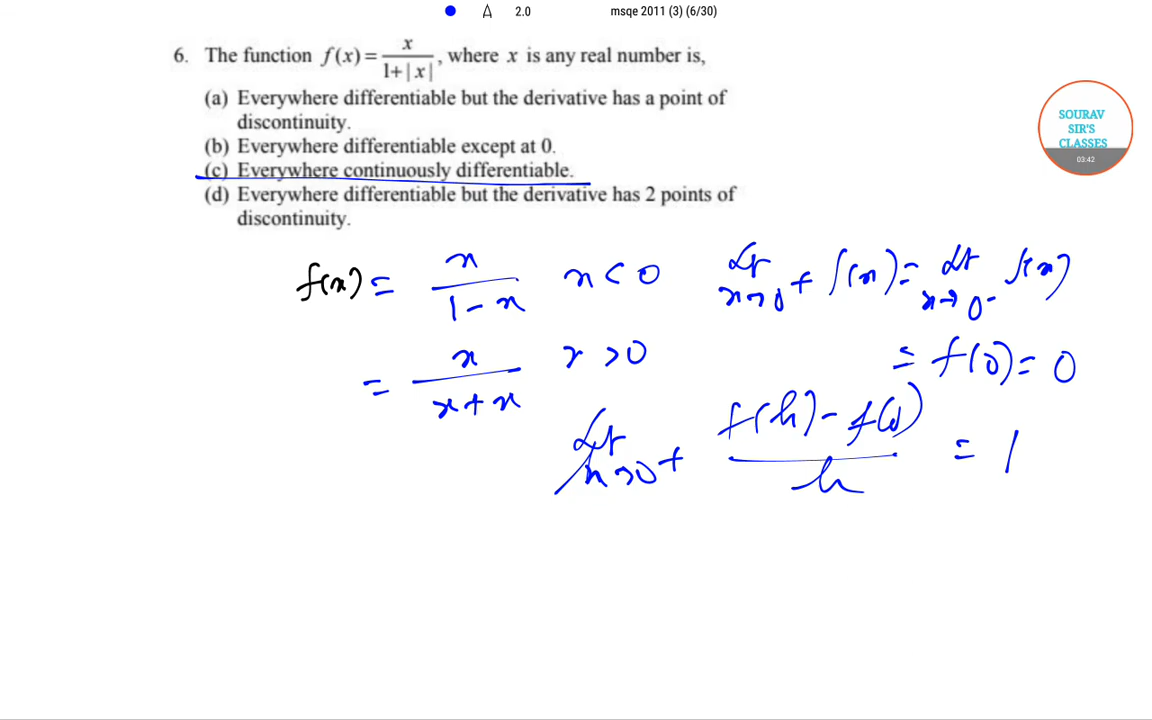 2.0 msqe 2011 (3) (6/30)
6. The function f(x) = x / 1+|x| , where x is any real number is,
(a) Everywhere differentiable but the derivative has a point of
discontinuity.
(b) Everywhere differentiable except at 0.
(c) Everywhere continuously differentiable.
(d) Everywhere differentiable but the derivative has 2 points of
discontinuity.
SOURAV
SIR'S
CLASSES
03:42
f(x) = x / 1-x x < 0
= x / x+x x > 0
Lt x→0+ f(x) = Lt x→0- f(x)
= f(0) = 0
Lt h→0+ f(h) - f(0) / h = 1